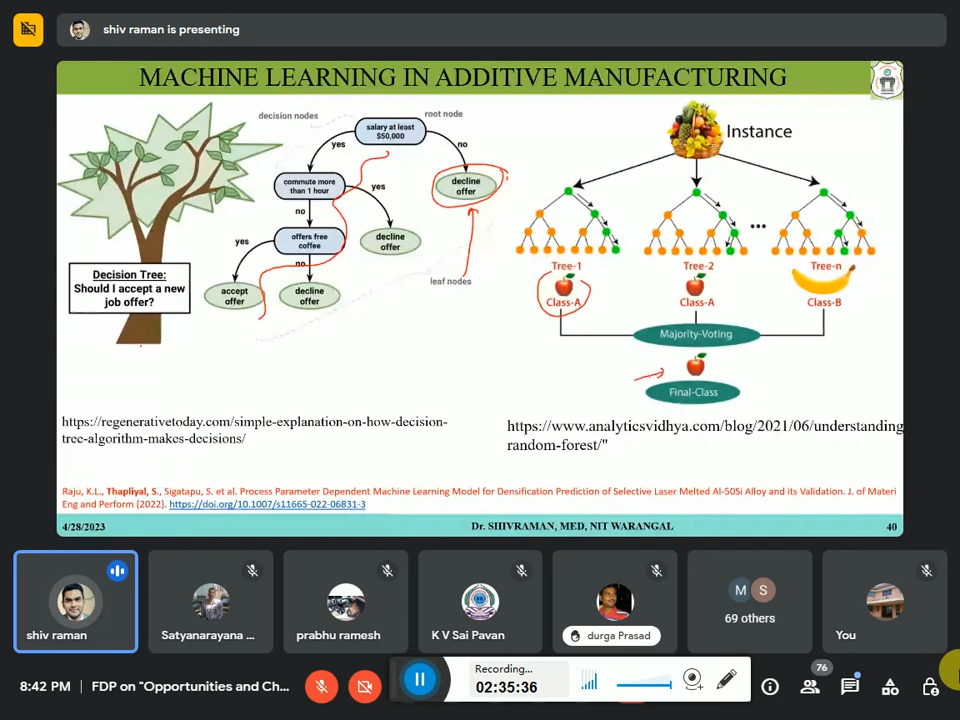 shiv raman is presenting
MACHINE LEARNING IN ADDITIVE MANUFACTURING
decision nodes
root node
salary at least
$50,000
yes
no
commute more
than 1 hour
yes
decline
offer
no
offers free
coffee
decline
offer
yes
no
accept
offer
decline
offer
leaf nodes
Decision Tree:
Should I accept a new
job offer?
Instance
...
Tree-1
Tree-2
Tree-n
Class-A
Class-A
Class-B
Majority-Voting
Final-Class
https://regenerativetoday.com/simple-explanation-on-how-decision-
tree-algorithm-makes-decisions/
https://www.analyticsvidhya.com/blog/2021/06/understanding
random-forest/"
Raju, K.L., Thapliyal, S., Sigatapu, S. et al. Process Parameter Dependent Machine Learning Model for Densification Prediction of Selective Laser Melted Al-50Si Alloy and its Validation. J. of Materi
Eng and Perform (2022). https://doi.org/10.1007/s11665-022-06831-3
4/28/2023
Dr. SHIVRAMAN, MED, NIT WARANGAL
40
shiv raman
Satyanarayana ...
prabhu ramesh
K V Sai Pavan
durga Prasad
M S
69 others
You
8:42 PM | FDP on "Opportunities and Ch...
Recording...
02:35:36
76